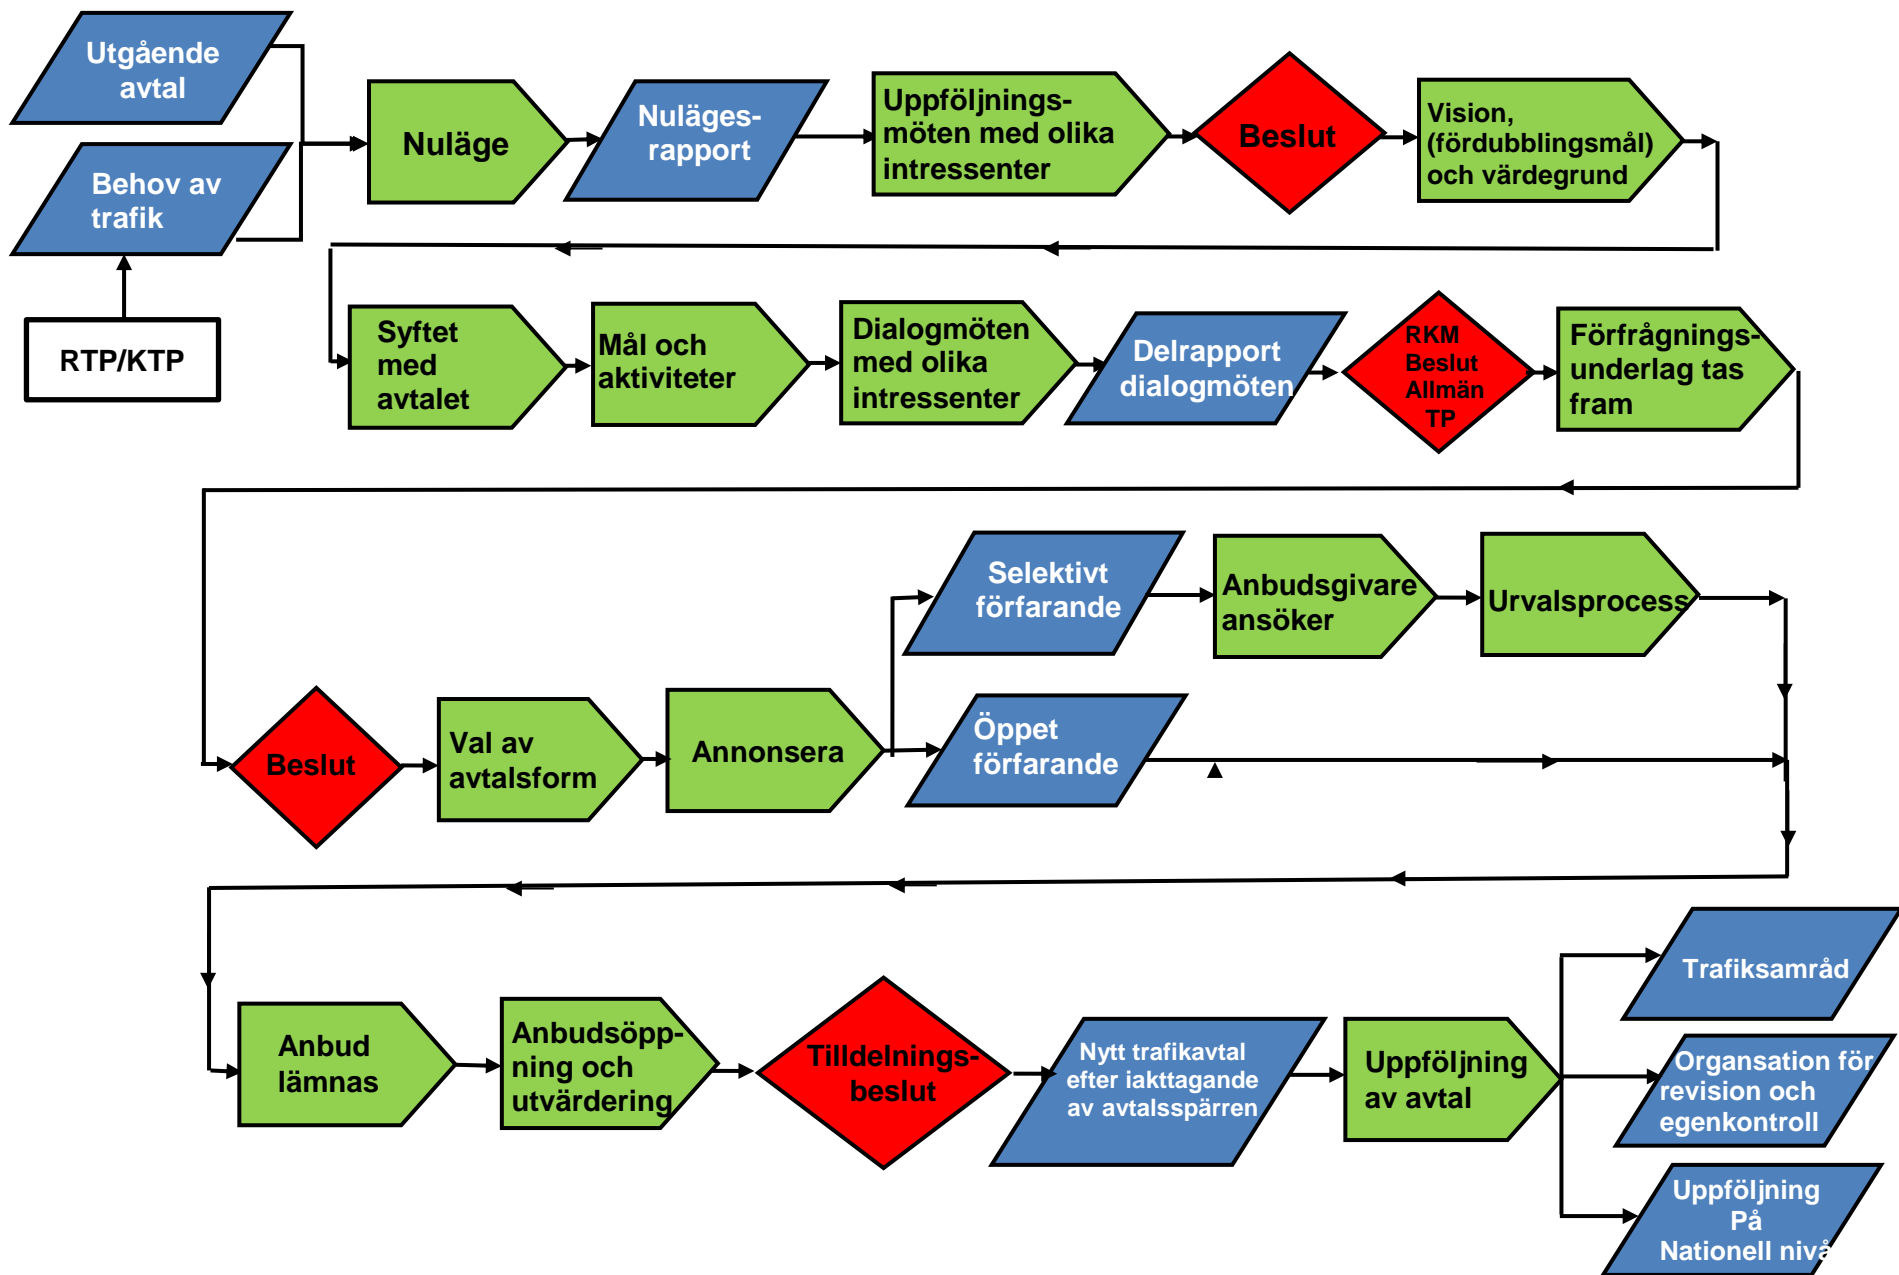 Utgående
avtal
Behov av
trafik
RTP/KTP
Nuläge
Nuläges-
rapport
Uppföljnings-
möten med olika
intressenter
Beslut
Vision,
(fördubblingsmål)
och värdegrund
Syftet
med
avtalet
Mål och
aktiviteter
Dialogmöten
med olika
intressenter
Delrapport
dialogmöten
RKM
Beslut
Allmän
TP
Förfrågnings-
underlag tas
fram
Beslut
Val av
avtalsform
Annonsera
Selektivt
förfarande
Anbudsgivare
ansöker
Urvalsprocess
Öppet
förfarande
Anbud
lämnas
Anbudsöpp-
ning och
utvärdering
Tilldelnings-
beslut
Nytt trafikavtal
efter iakttagande
av avtalsspärren
Uppföljning
av avtal
Trafiksamråd
Organsation för
revision och
egenkontroll
Uppföljning
På
Nationell nivå